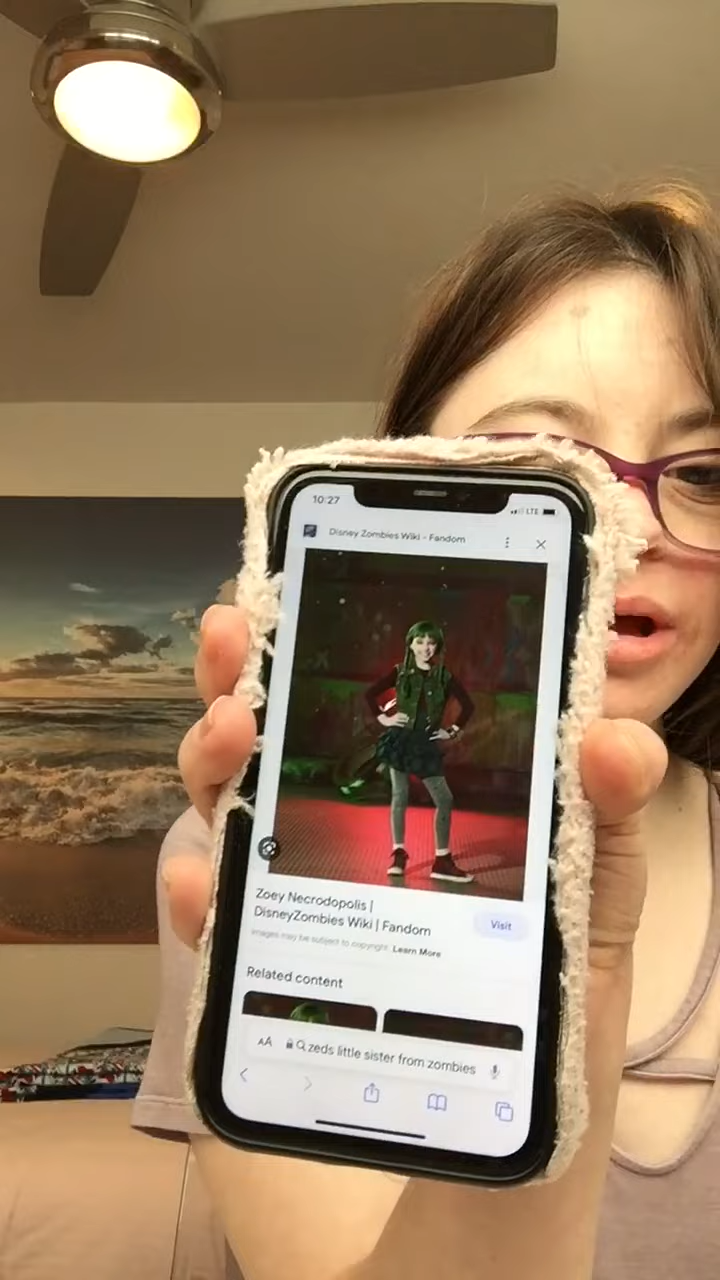 10:27
LTE
Disney Zombies Wiki - Fandom
Zoey Necrodopolis |
DisneyZombies Wiki | Fandom
Visit
Images may be subject to copyright. Learn More
Related content
AA zeds little sister from zombies